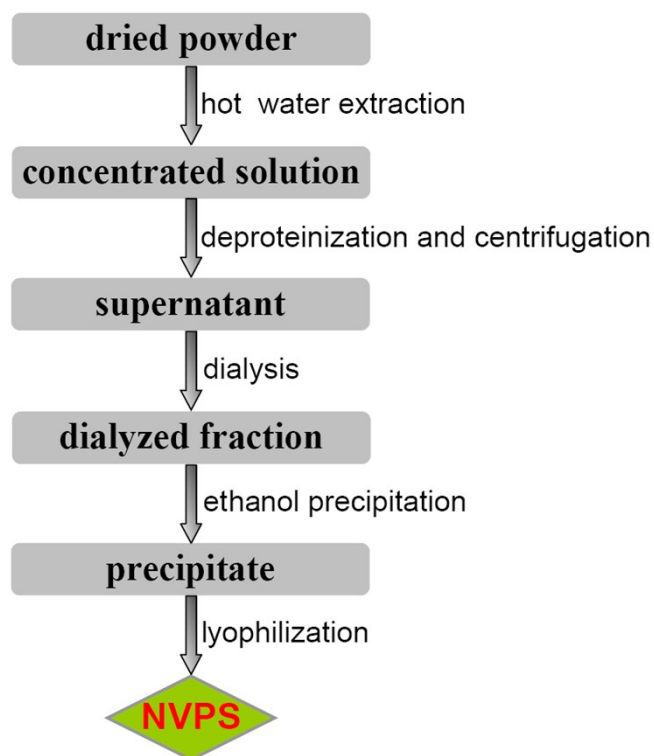 dried powder
hot water extraction
concentrated solution
deproteinization and centrifugation
supernatant
dialysis
dialyzed fraction
ethanol precipitation
precipitate
lyophilization
NVPS